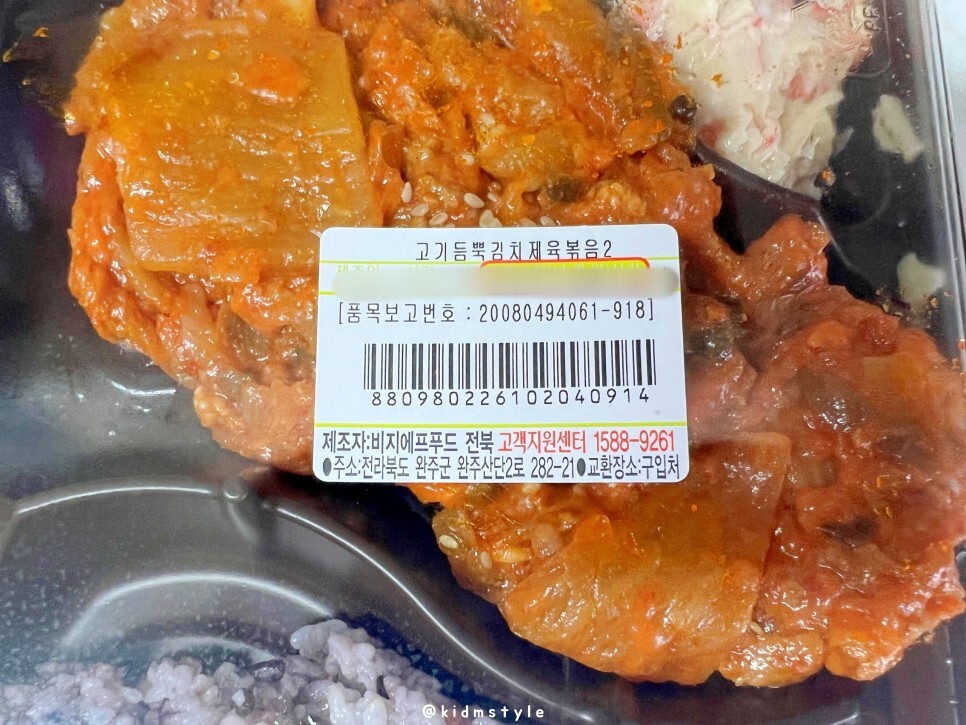 고기듬뿍김치제육볶음2
[품목보고번호 : 20080494061-918]
880980226102040914
제조자:비지에프푸드 전북 고객지원센터 1588-9261
●주소:전라북도 완주군 완주산단2로 282-21●교환장소:구입처
@kidmstyle